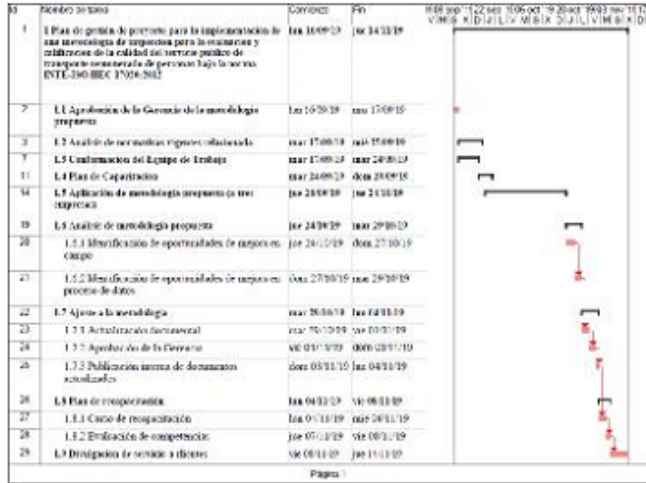 Id Nombre de tarea Comienzo Fin
1 1 Plan de gestión de proyecto para la implementación de lun 16/09/19 jue 14/11/19
una metodología de inspección para la evaluación y
calificación de la calidad del servicio público de
transporte remunerado de personas bajo la norma
INTE-ISO/IEC 17020:2012
2 1.1 Aprobación de la Gerencia de la metodología lun 16/09/19 mar 17/09/19
propuesta
3 1.2 Análisis de normativas vigentes relacionada mar 17/09/19 mié 25/09/19
7 1.3 Conformación del Equipo de Trabajo mar 17/09/19 mar 24/09/19
11 1.4 Plan de Capacitación mar 24/09/19 dom 29/09/19
14 1.5 Aplicación de metodología propuesta (a tres jue 24/10/19
empresas)
19 1.6 Análisis de metodología propuesta jue 24/10/19 mar 29/10/19
20 1.6.1 Identificación de oportunidades de mejora en jue 24/10/19 dom 27/10/19
campo
21 1.6.2 Identificación de oportunidades de mejora en dom 27/10/19 mar 29/10/19
proceso de datos
22 1.7 Ajuste a la metodología mar 29/10/19 lun 04/11/19
23 1.7.1 Actualización documental mar 29/10/19 vie 01/11/19
24 1.7.2 Aprobación de la Gerencia vie 01/11/19 dom 03/11/19
25 1.7.3 Publicación interna de documentos dom 03/11/19 lun 04/11/19
actualizados
26 1.8 Plan de recapacitación lun 04/11/19 vie 08/11/19
27 1.8.1 Curso de recapacitación lun 04/11/19 mié 06/11/19
28 1.8.2 Evaluación de competencias jue 07/11/19 vie 08/11/19
29 1.9 Divulgación de servicio a clientes vie 08/11/19 jue 14/11/19
Página 1